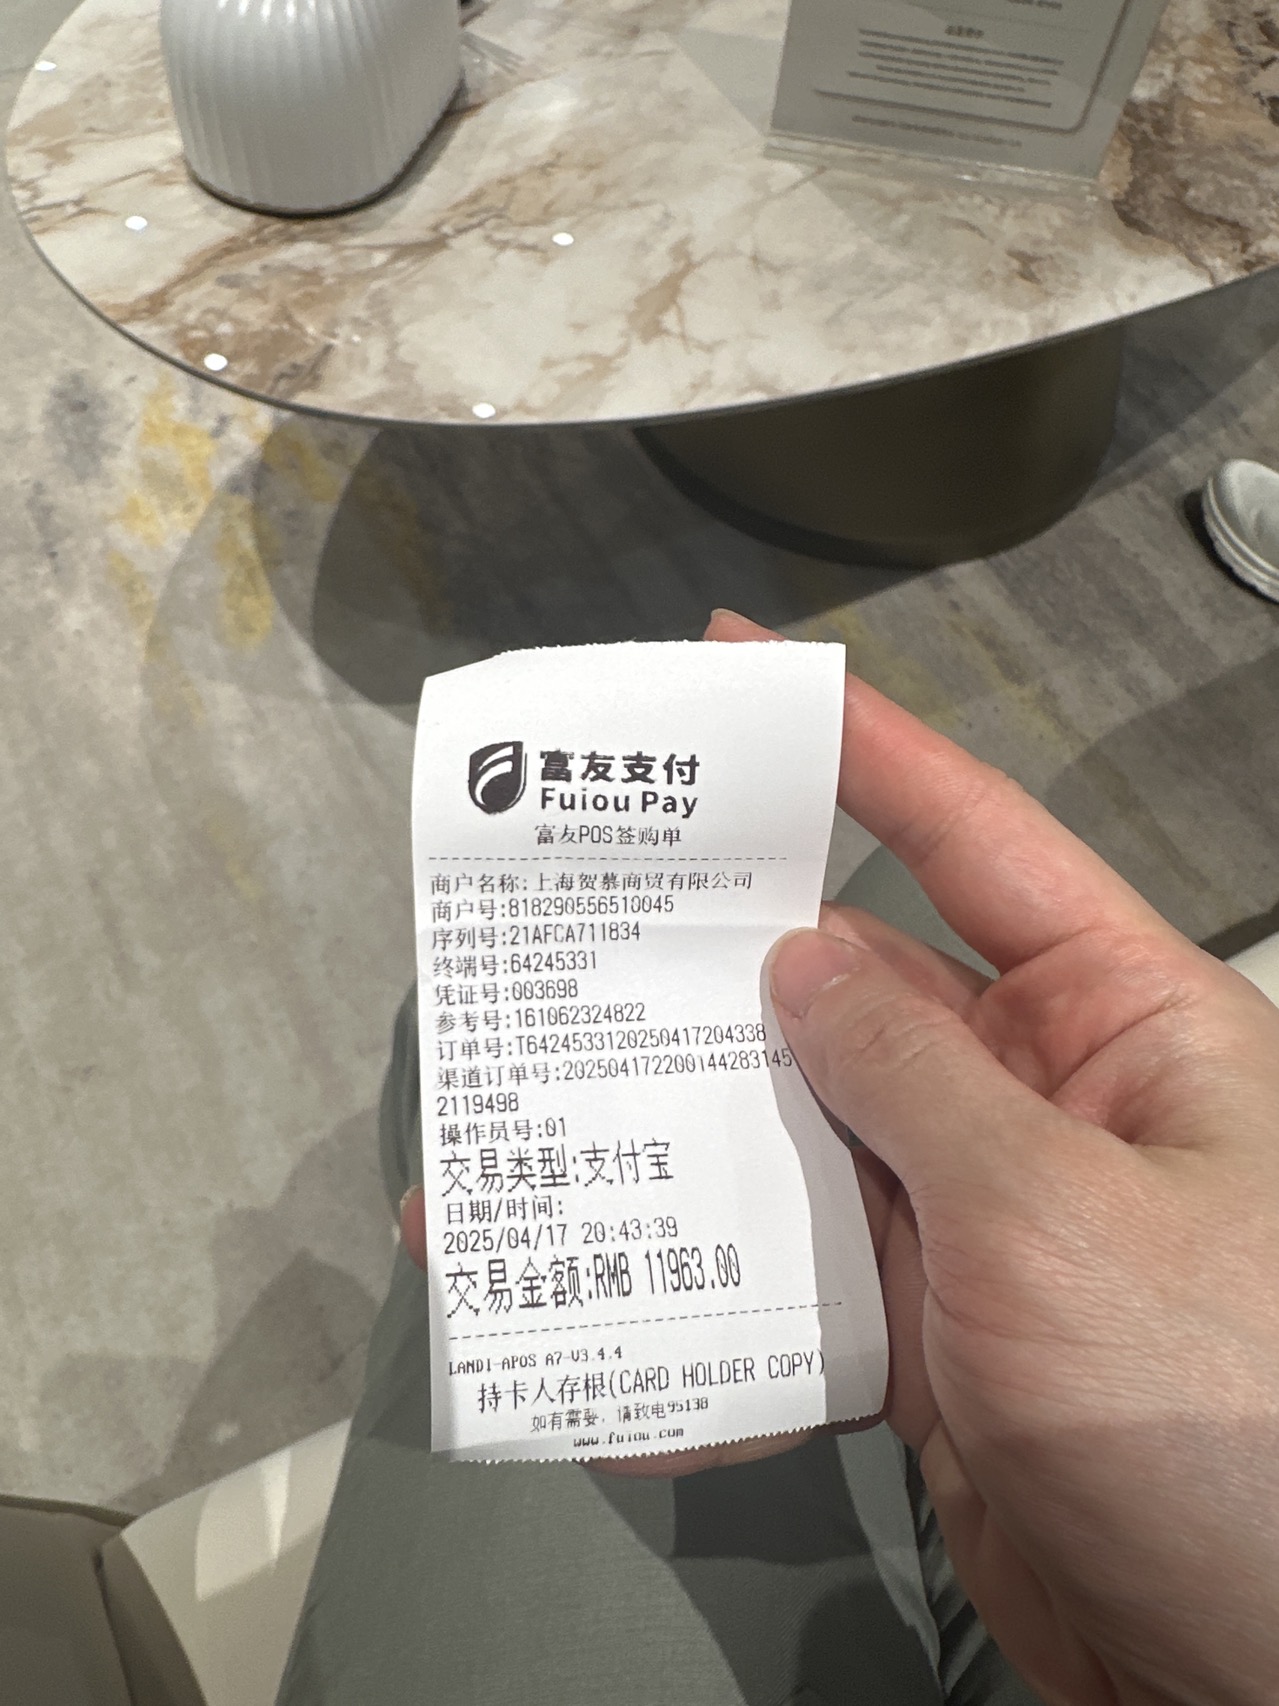 富友支付
Fuiou Pay
富友POS签购单
商户名称:上海贺慕商贸有限公司
商户号:818290556510045
序列号:21AFCA711834
终端号:64245331
凭证号:003698
参考号:161062324822
订单号:T6424533120250417204338
渠道订单号:202504172200144283145
2119498
操作员号:01
交易类型:支付宝
日期/时间:
2025/04/17 20:43:39
交易金额:RMB 11963.00
LANDI-APOS A7-V3.4.4
持卡人存根(CARD HOLDER COPY)
如有需要，请致电95138
www.fuiou.com